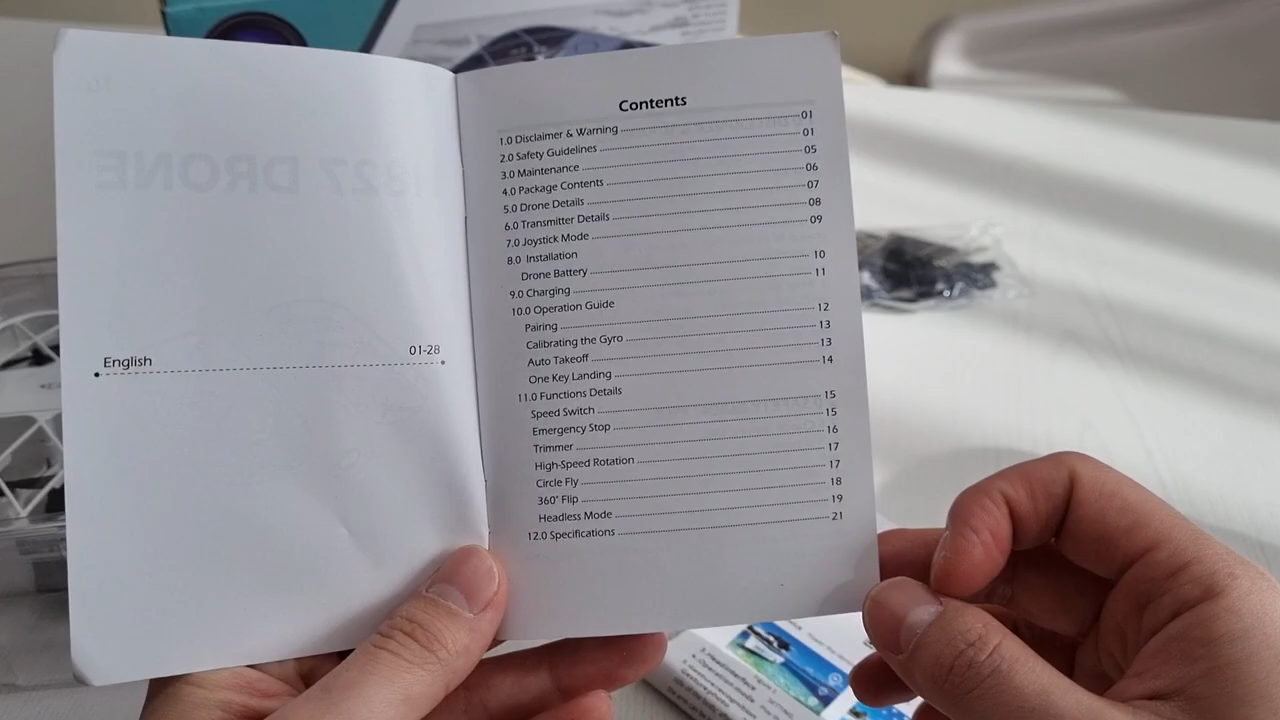 English 01-28
Contents
1.0 Disclaimer & Warning 01
2.0 Safety Guidelines 01
3.0 Maintenance 05
4.0 Package Contents 06
5.0 Drone Details 07
6.0 Transmitter Details 08
7.0 Joystick Mode 09
8.0 Installation
Drone Battery 10
9.0 Charging 11
10.0 Operation Guide
Pairing 12
Calibrating the Gyro 13
Auto Takeoff 13
One Key Landing 14
11.0 Functions Details
Speed Switch 15
Emergency Stop 15
Trimmer 16
High-Speed Rotation 17
Circle Fly 17
360° Flip 18
Headless Mode 19
12.0 Specifications 21
27 DRONE